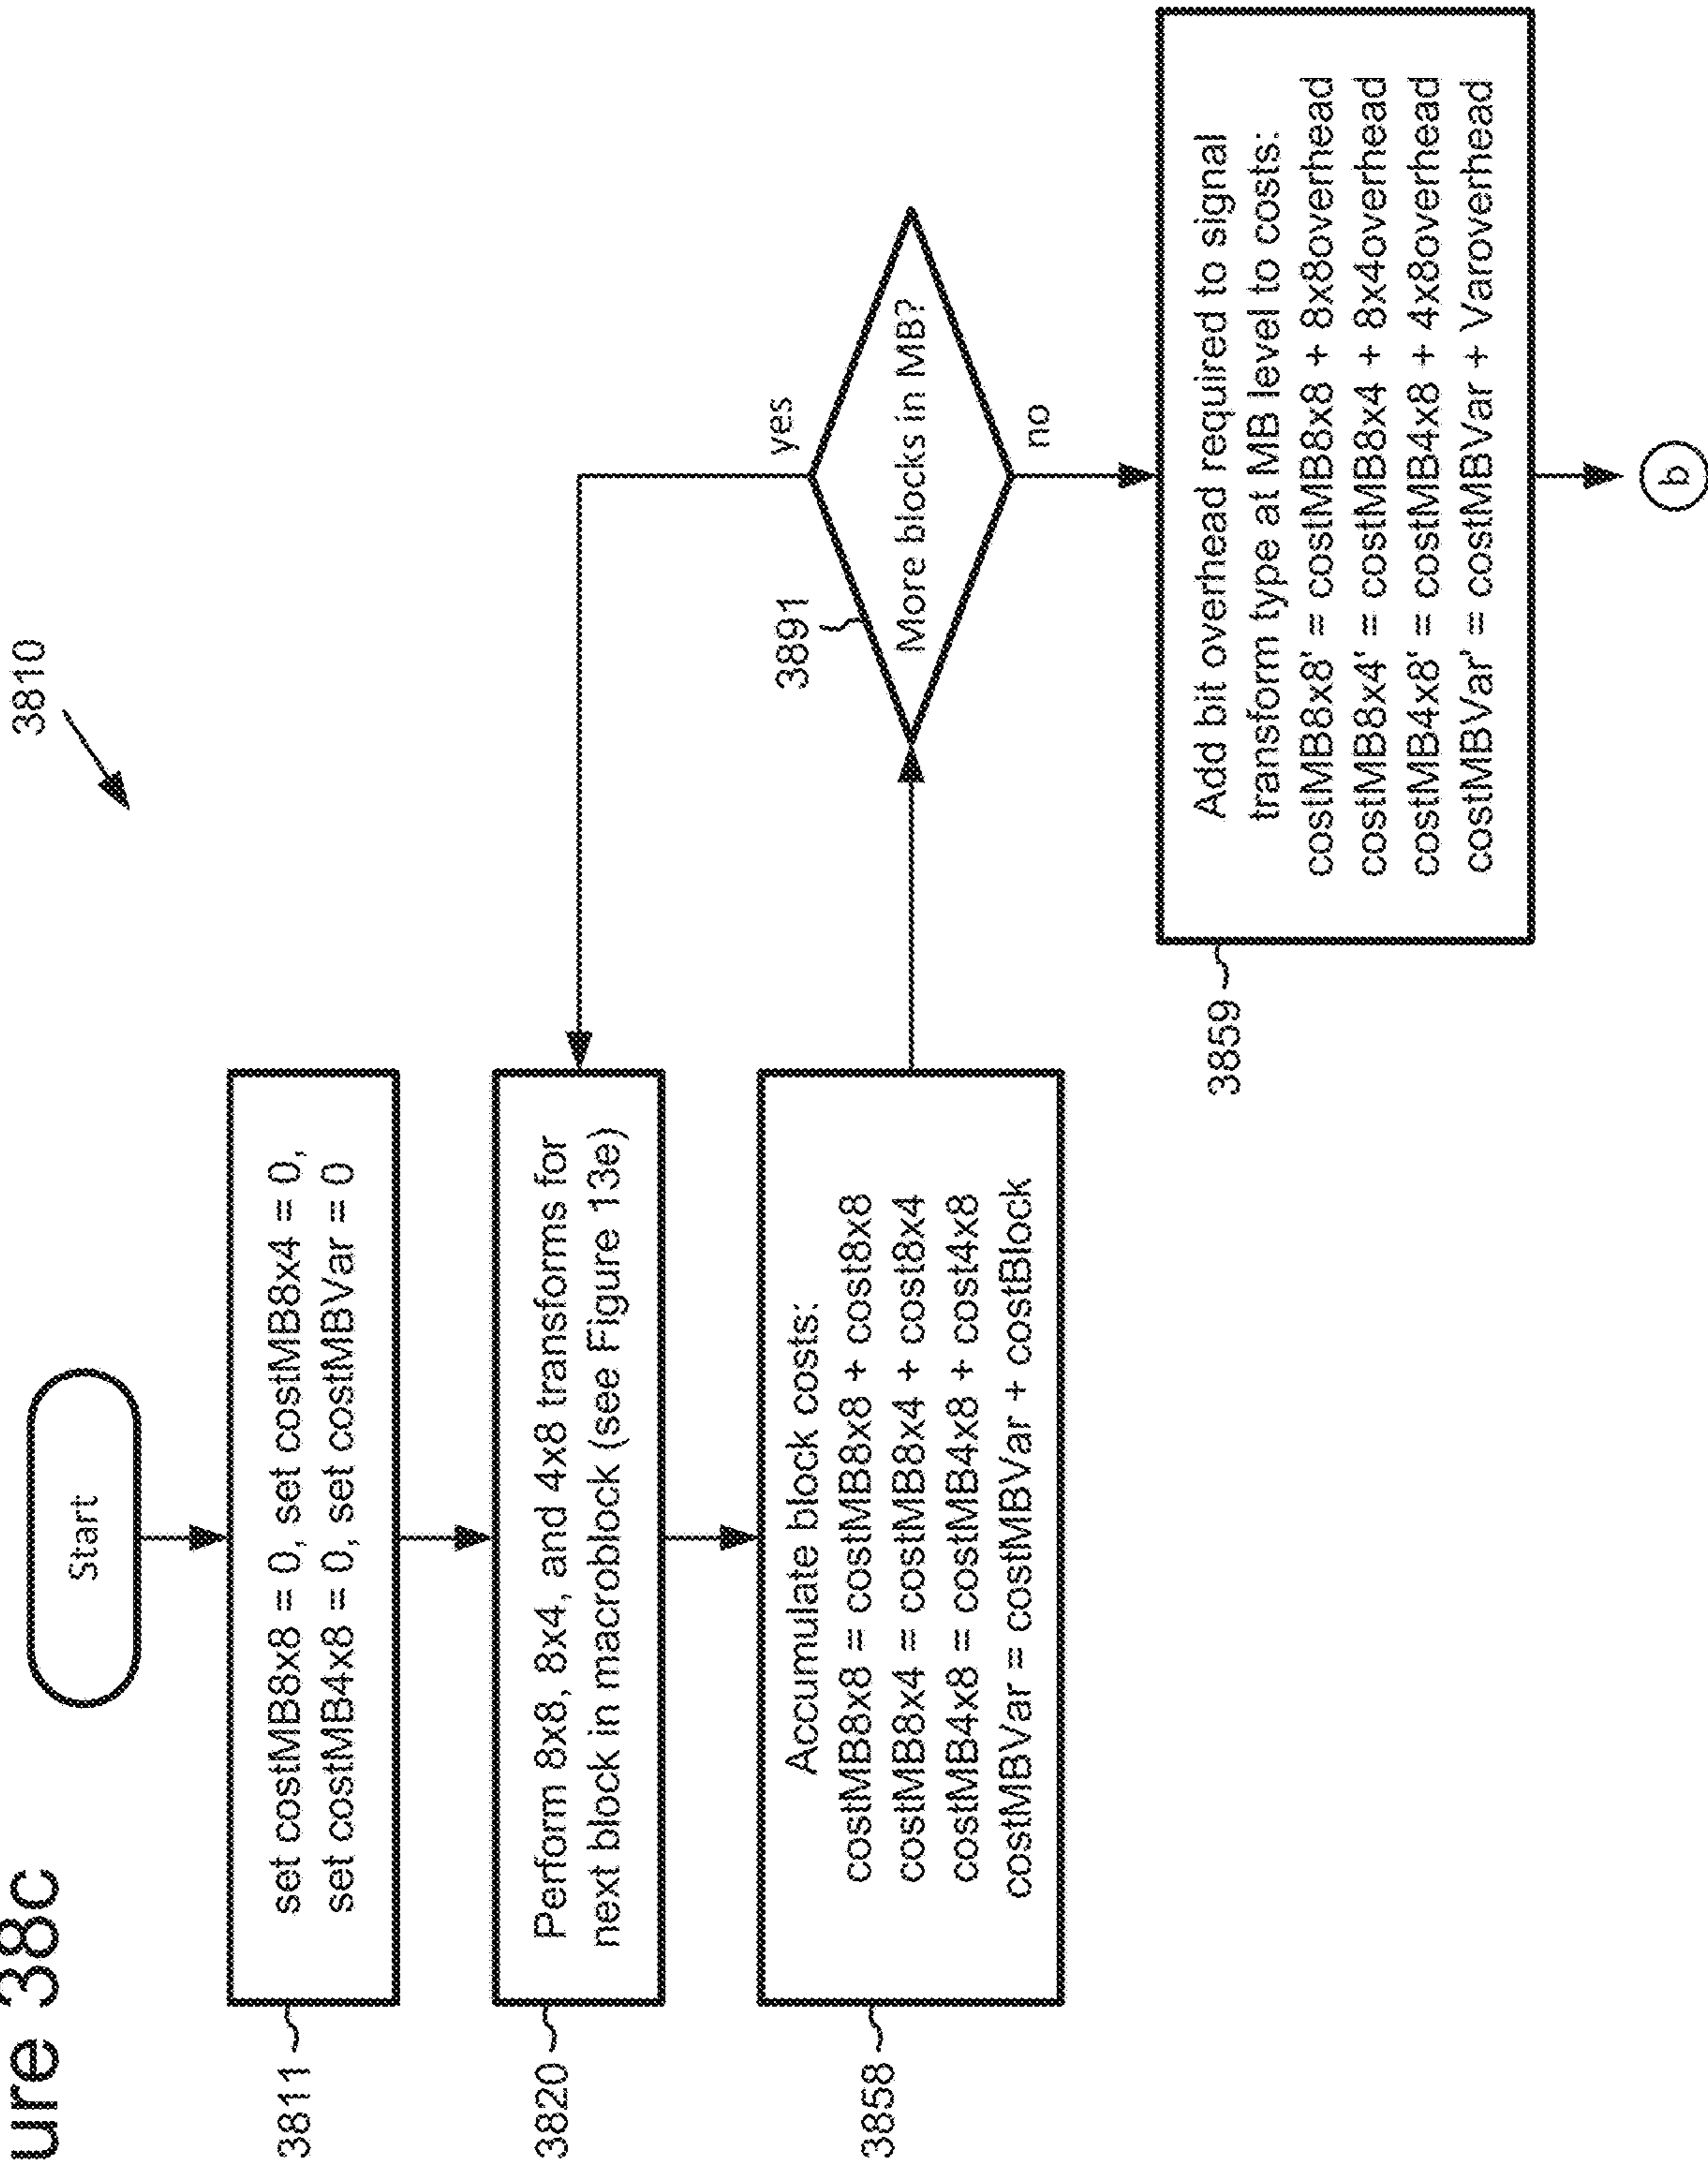 ure 38c
3810
Start
3811
set costMB8x8 = 0, set costMB8x4 = 0,
set costMB4x8 = 0, set costMBVar = 0
3820
Perform 8x8, 8x4, and 4x8 transforms for
next block in macroblock (see Figure 13e)
3858
Accumulate block costs:
costMB8x8 = costMB8x8 + cost8x8
costMB8x4 = costMB8x4 + cost8x4
costMB4x8 = costMB4x8 + cost4x8
costMBVar = costMBVar + costBlock
3891
More blocks in MB?
yes
no
3859
Add bit overhead required to signal
transform type at MB level to costs:
costMB8x8' = costMB8x8 + 8x8overhead
costMB8x4' = costMB8x4 + 8x4overhead
costMB4x8' = costMB4x8 + 4x8overhead
costMBVar' = costMBVar + Varoverhead
b